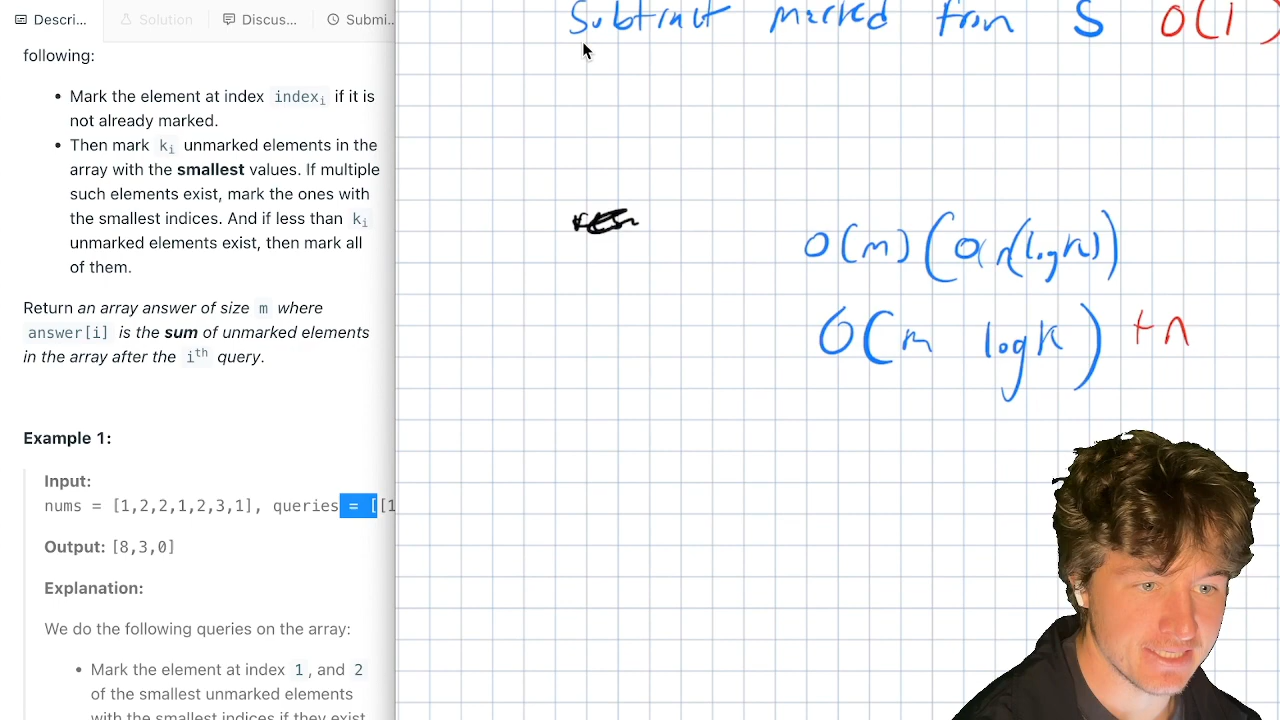 Descri... Solution Discus... Submi...
following:
• Mark the element at index indexᵢ if it is
not already marked.
• Then mark kᵢ unmarked elements in the
array with the smallest values. If multiple
such elements exist, mark the ones with
the smallest indices. And if less than kᵢ
unmarked elements exist, then mark all
of them.
Return an array answer of size m where
answer[i] is the sum of unmarked elements
in the array after the iᵗʰ query.
Example 1:
Input:
nums = [1,2,2,1,2,3,1], queries = [[1
Output: [8,3,0]
Explanation:
We do the following queries on the array:
• Mark the element at index 1, and 2
of the smallest unmarked elements
with the smallest indices if they exist
Subtract marked from S O(1)
O(m) (
O(m logk) +n